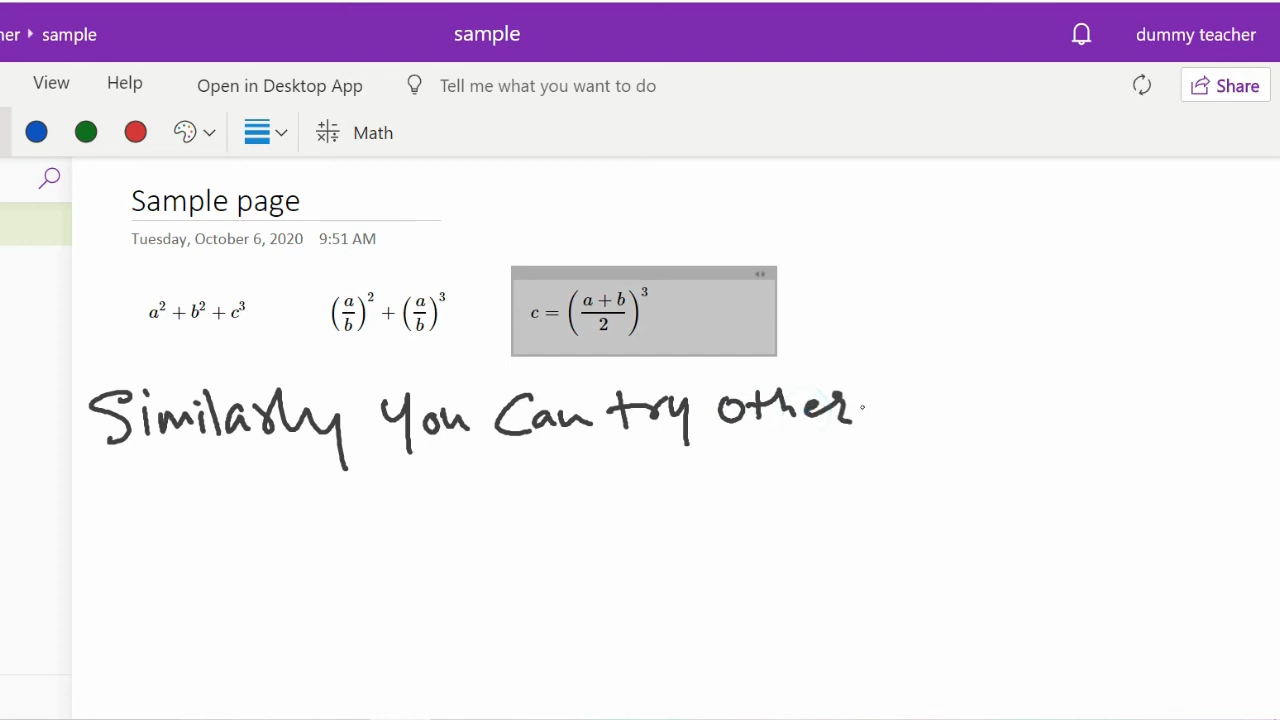 her ▸ sample sample dummy teacher
View Help Open in Desktop App Tell me what you want to do Share
Math
Sample page
Tuesday, October 6, 2020 9:51 AM
a² + b² + c³ (a/b)² + (a/b)³ c = ((a + b)/2)³
Similarly you can try other